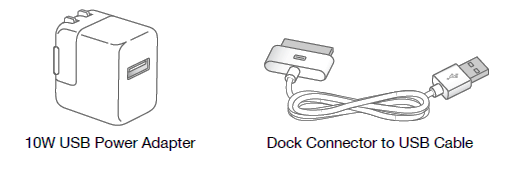 10W USB Power Adapter
Dock Connector to USB Cable